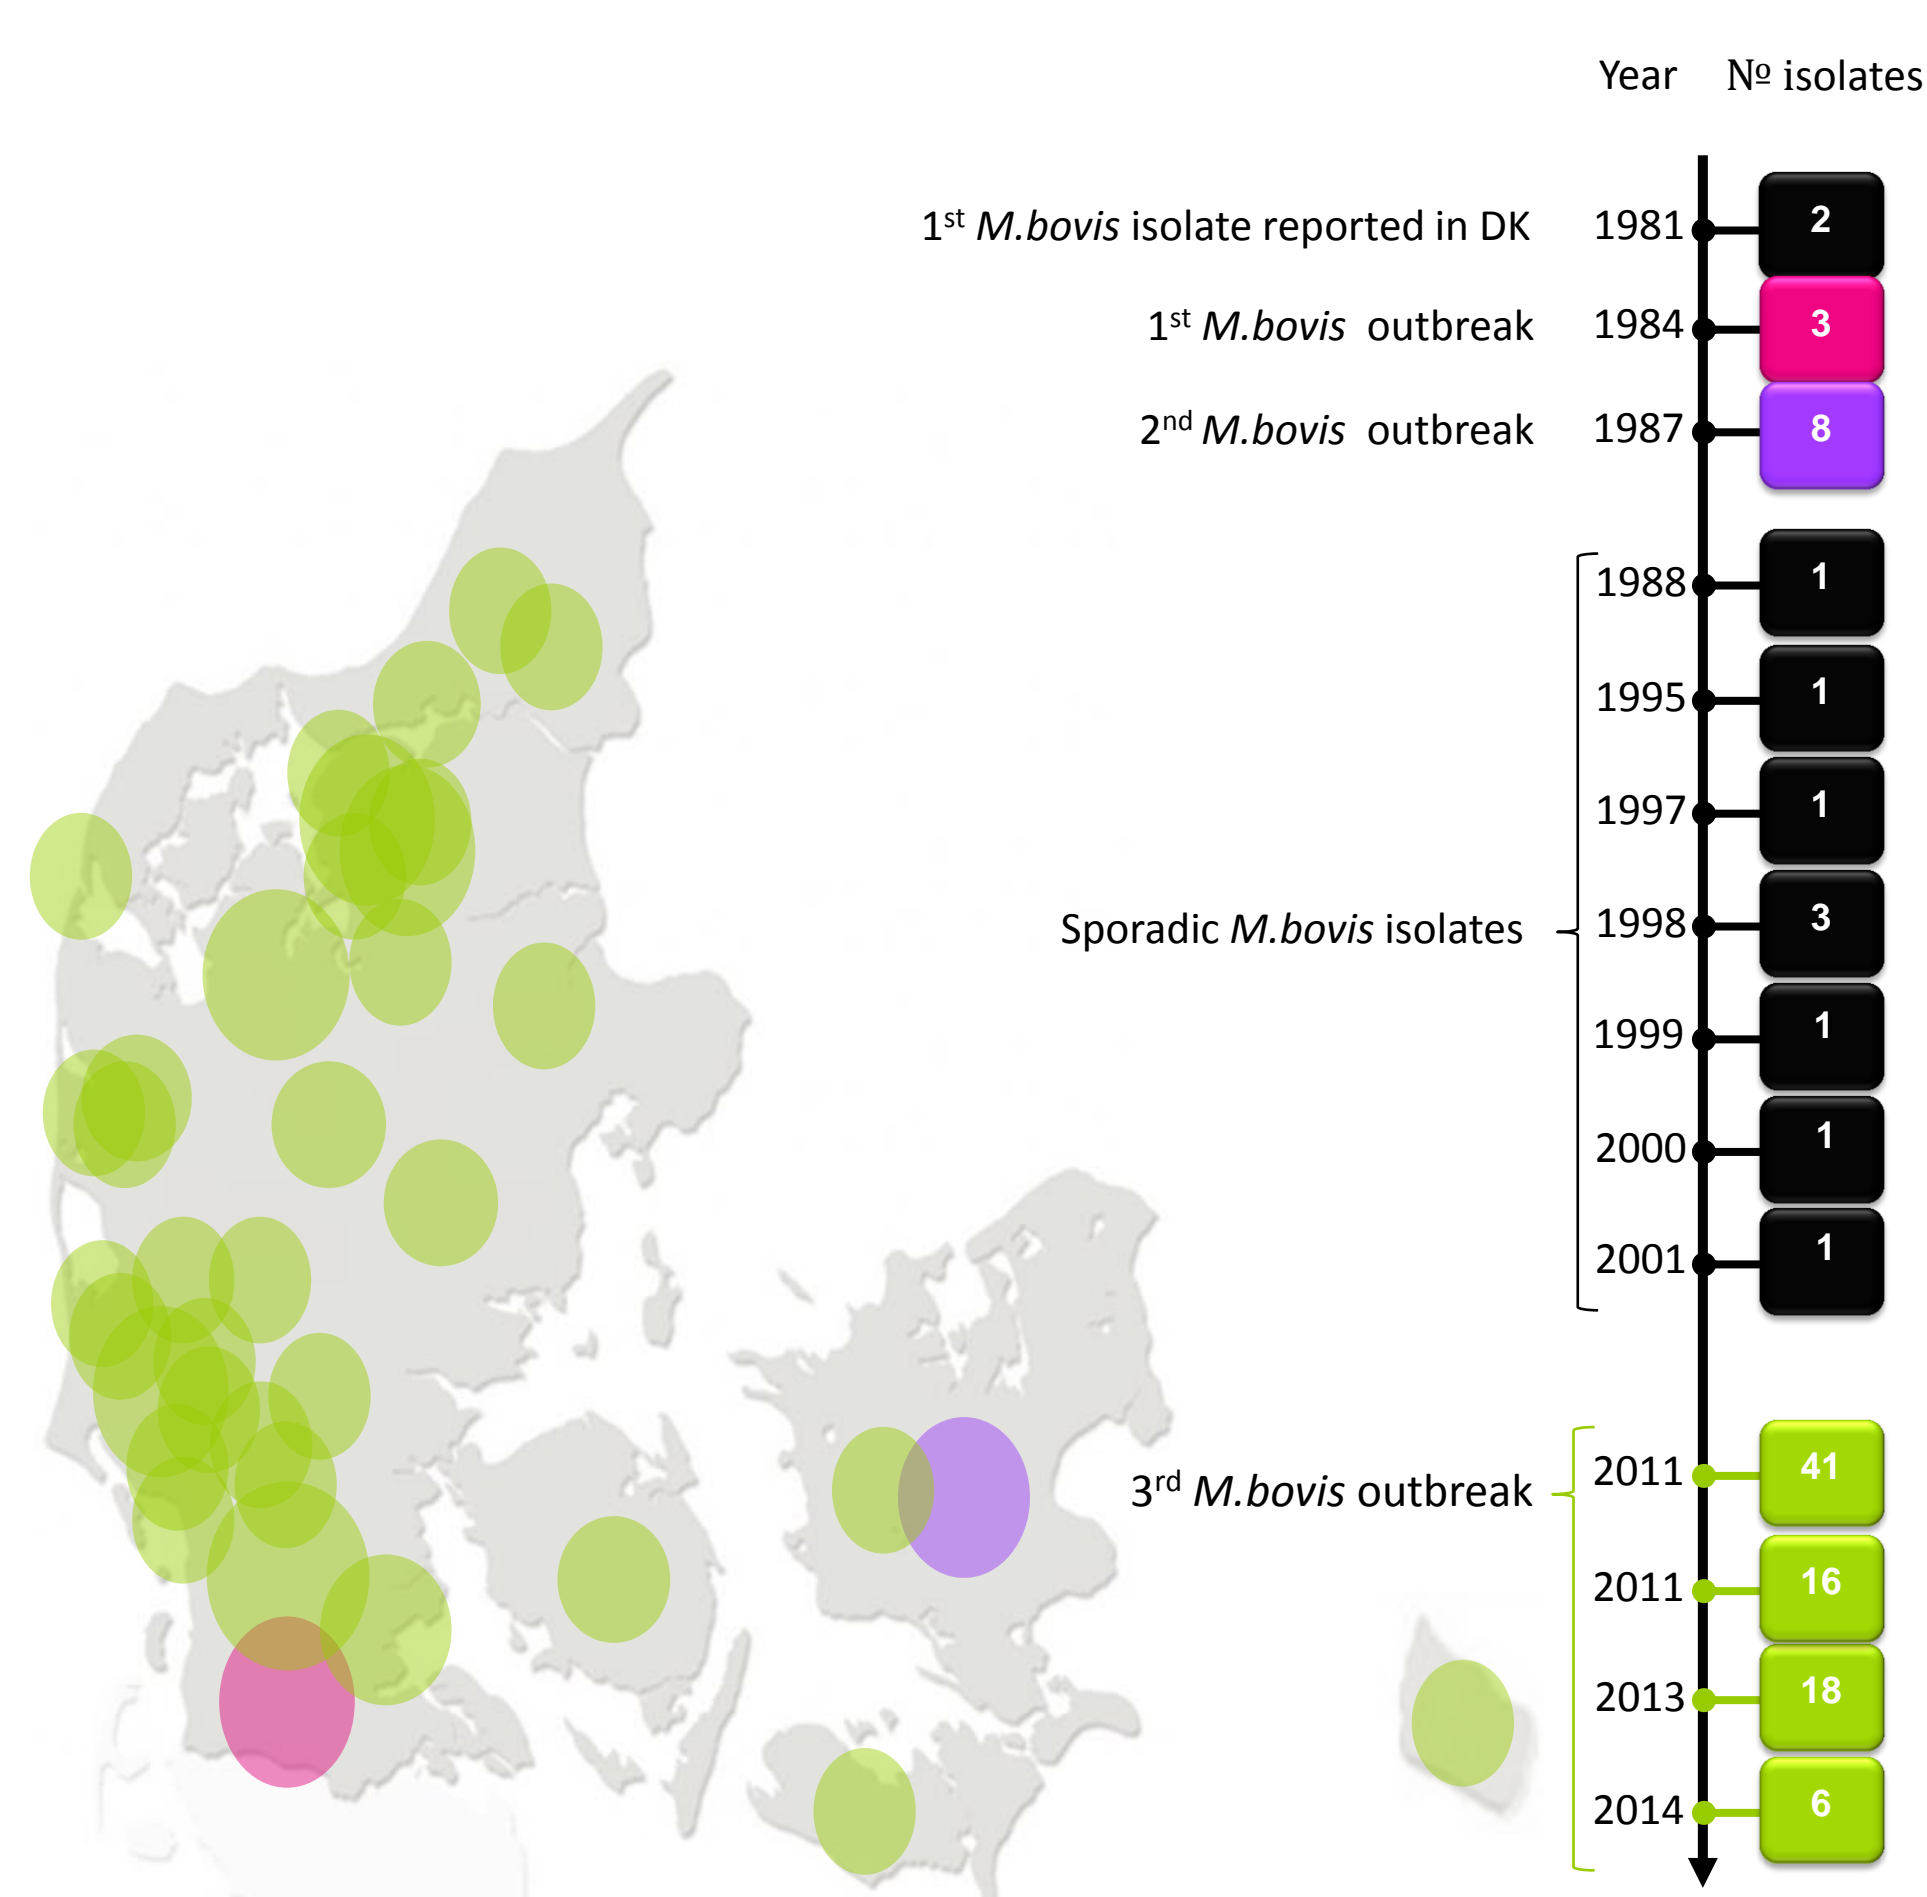 Year № isolates
1st M.bovis isolate reported in DK 1981 2
1st M.bovis outbreak 1984 3
2nd M.bovis outbreak 1987 8
1988 1
1995 1
1997 1
Sporadic M.bovis isolates 1998 3
1999 1
2000 1
2001 1
2011 41
3rd M.bovis outbreak
2011 16
2013 18
2014 6